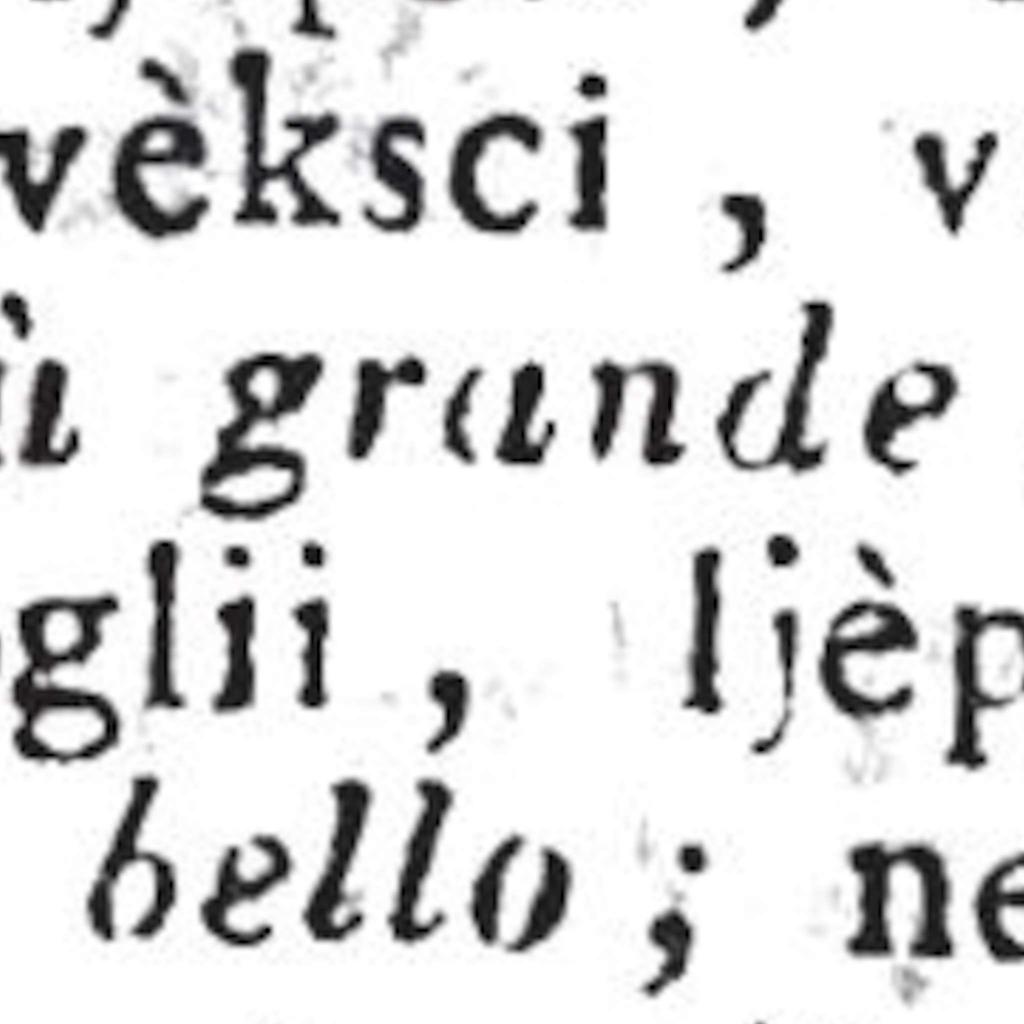 vèksci , v
ù grande
glii , ljèp
bello ; ne